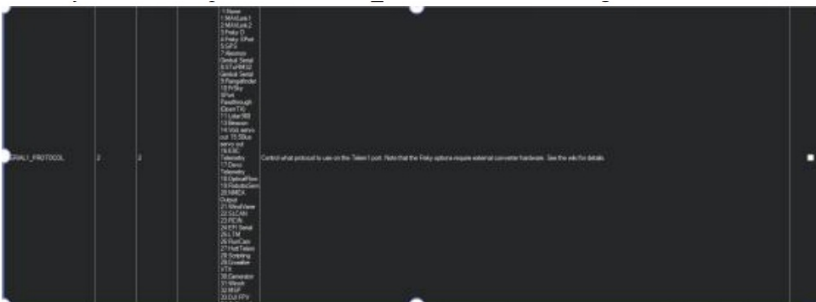 -1 None
1 MAVLink1
2 MAVLink2
3 Frsky D
4 Frsky SPort
5 GPS
7 Alexmos
Gimbal Serial
8 SToRM32
Gimbal Serial
9 Rangefinder
10 FrSky
SPort
Passthrough
(OpenTX)
11 Lidar360
13 Beacon
14 Volz servo
out 15 SBus
servo out
16 ESC
Telemetry
17 Devo
Telemetry
18 OpticalFlow
19 RobotisServo
20 NMEA
Output
21 WindVane
22 SLCAN
23 RCIN
24 EFI Serial
25 LTM
26 RunCam
27 HottTelem
28 Scripting
29 Crossfire
VTX
30 Generator
31 Winch
32 MSP
33 DJI FPV
SERIAL1_PROTOCOL 2 2 Control what protocol to use on the Telem1 port. Note that the Frsky options require external converter hardware. See the wiki for details.